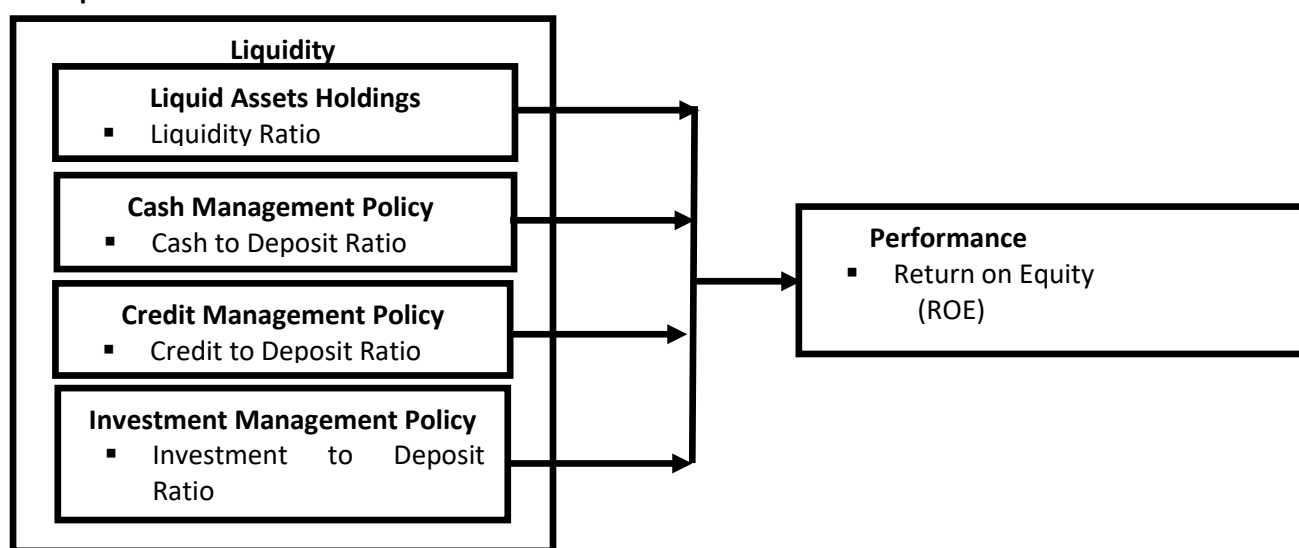 Liquidity
Liquid Assets Holdings
▪ Liquidity Ratio
Cash Management Policy
▪ Cash to Deposit Ratio
Credit Management Policy
▪ Credit to Deposit Ratio
Investment Management Policy
▪ Investment to Deposit
Ratio
Performance
▪ Return on Equity
(ROE)